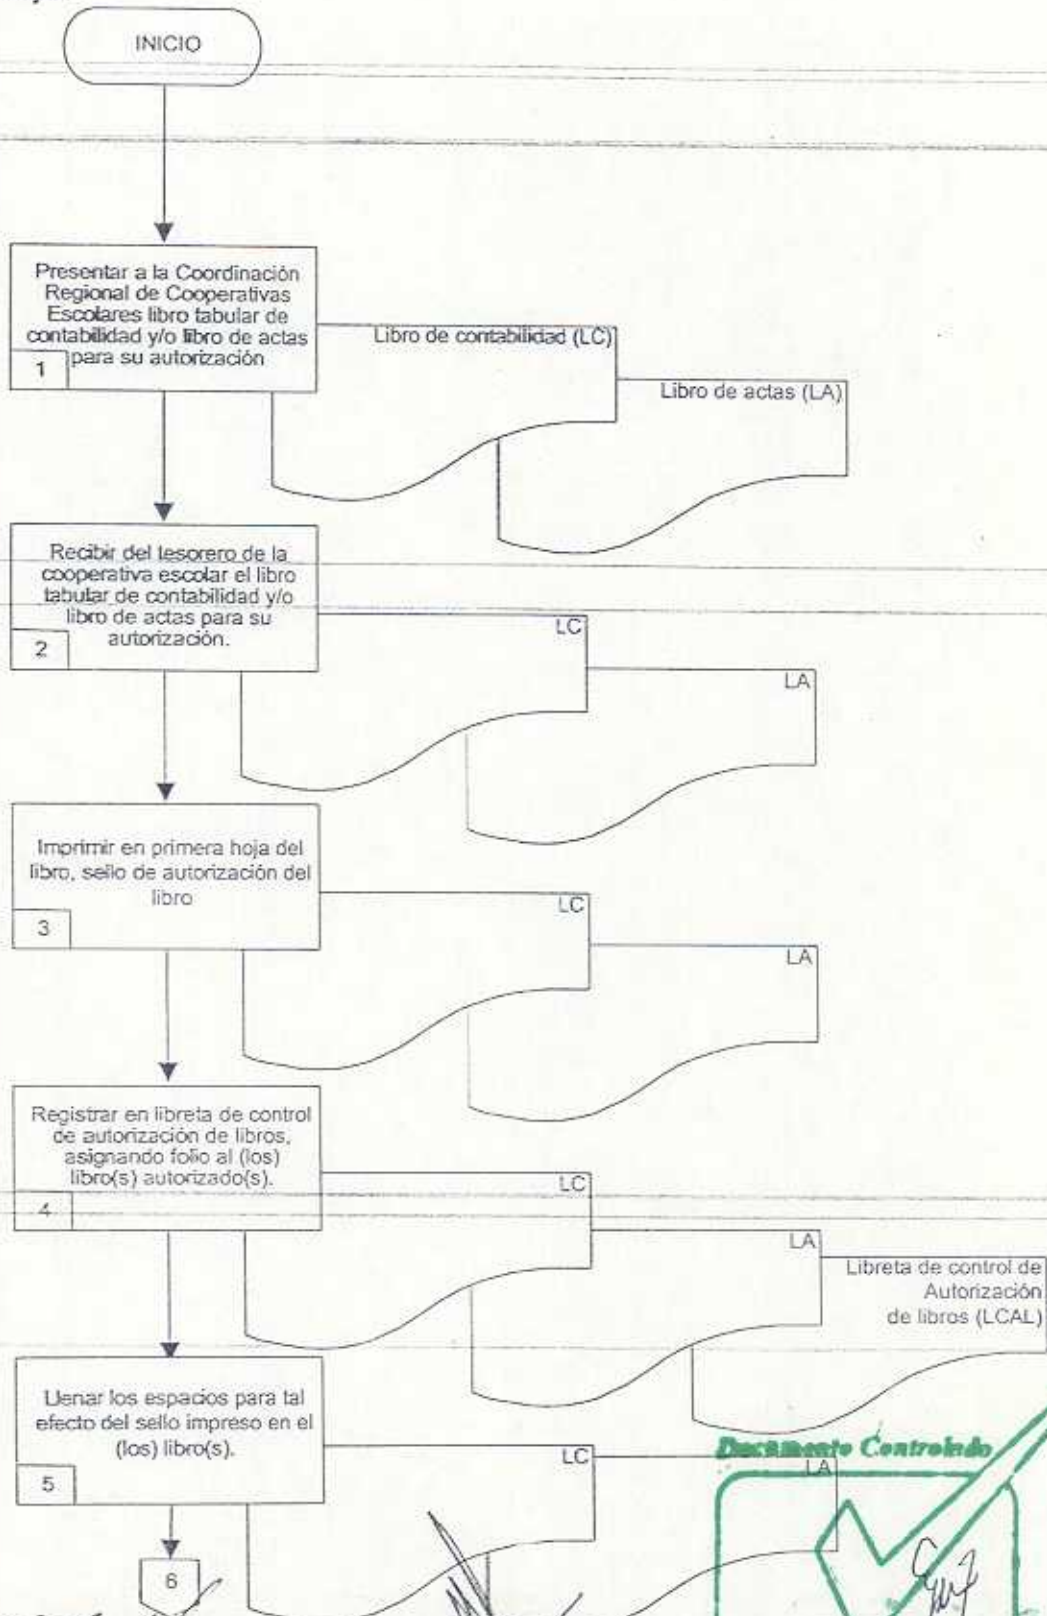 INICIO
Presentar a la Coordinación
Regional de Cooperativas
Escolares libro tabular de
contabilidad y/o libro de actas
para su autorización
1
Libro de contabilidad (LC)
Libro de actas (LA)
Recibir del tesorero de la
cooperativa escolar el libro
tabular de contabilidad y/o
libro de actas para su
autorización.
2
LC
LA
Imprimir en primera hoja del
libro, sello de autorización del
libro
3
LC
LA
Registrar en libreta de control
de autorización de libros,
asignando folio al (los)
libro(s) autorizado(s).
4
LC
LA
Libreta de control de
Autorización
de libros (LCAL)
Llenar los espacios para tal
efecto del sello impreso en el
(los) libro(s).
5
LC
LA
Documento Controlado
6